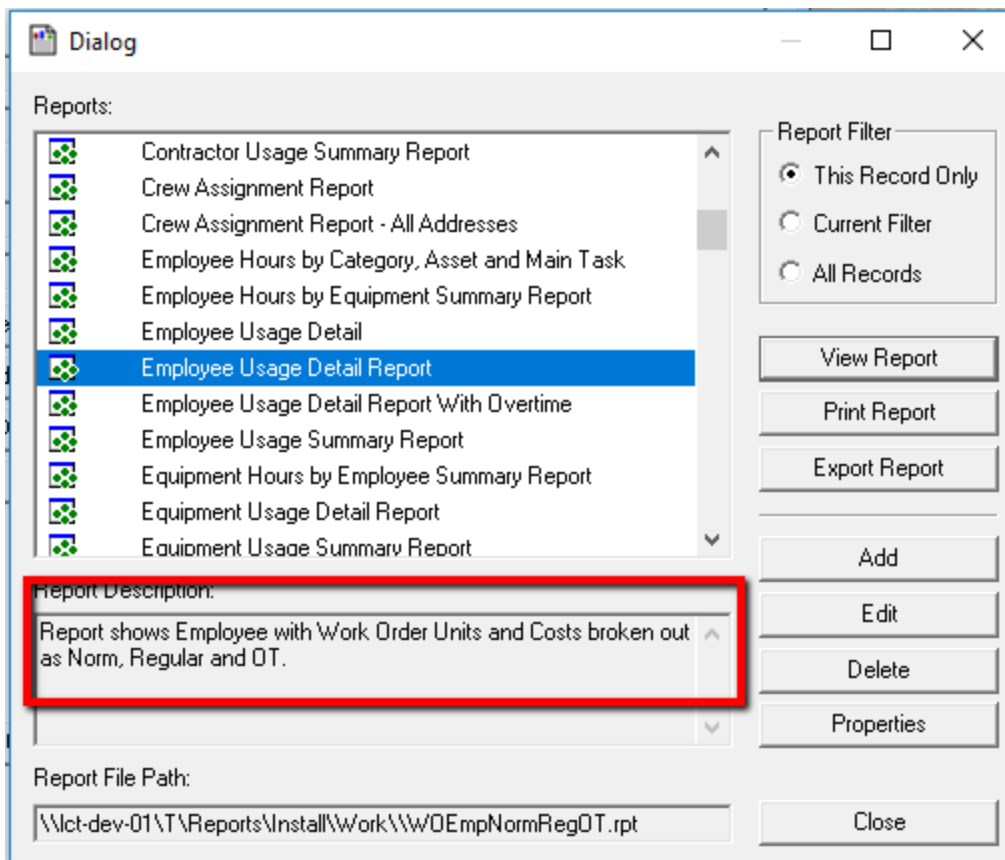 Dialog
Reports:
Contractor Usage Summary Report
Crew Assignment Report
Crew Assignment Report - All Addresses
Employee Hours by Category, Asset and Main Task
Employee Hours by Equipment Summary Report
Employee Usage Detail
Employee Usage Detail Report
Employee Usage Detail Report With Overtime
Employee Usage Summary Report
Equipment Hours by Employee Summary Report
Equipment Usage Detail Report
Equipment Usage Summary Report
Report Filter
This Record Only
Current Filter
All Records
View Report
Print Report
Export Report
Add
Edit
Delete
Properties
Report Description:
Report shows Employee with Work Order Units and Costs broken out
as Norm, Regular and OT.
Report File Path:
\\lct-dev-01\T\Reports\Install\Work\\WOEmpNormRegOT.rpt
Close